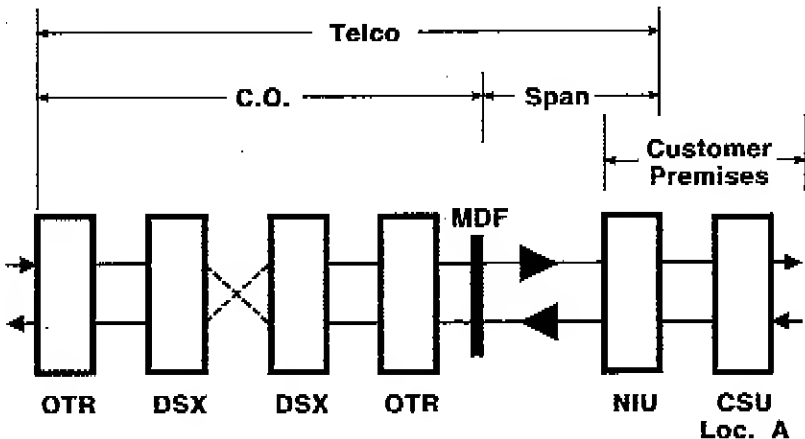 Telco
C.O.
Span
Customer
Premises
MDF
OTR
DSX
DSX
OTR
NIU
CSU
Loc. A